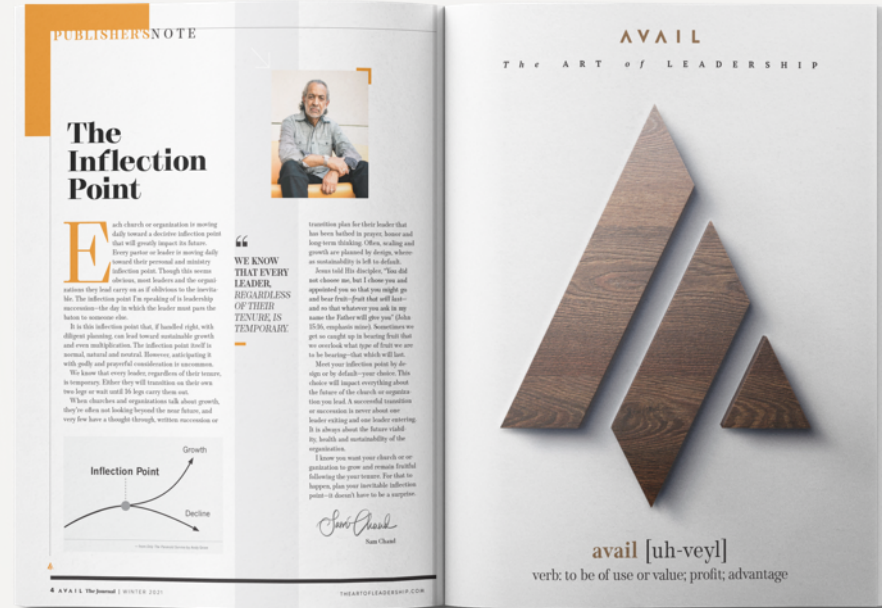 PUBLISHER'SNOTE
The
Inflection
Point
Each church or organization is moving
daily toward a decisive inflection point
that will greatly impact its future.
Every pastor or leader is moving daily
toward their personal and ministry
inflection point. Though this seems
obvious, most leaders and the organi-
zations they lead carry on as if oblivious to the inevita-
ble. The inflection point I'm speaking of is leadership
succession—the day in which the leader must pass the
baton to someone else.
It is this inflection point that, if handled right, with
diligent planning, can lead toward sustainable growth
and even multiplication. The inflection point itself is
normal, natural and neutral. However, anticipating it
with godly and prayerful consideration is uncommon.
We know that every leader, regardless of their tenure,
is temporary. Either they will transition on their own
two legs or wait until 16 legs carry them out.
When churches and organizations talk about growth,
they're often not looking beyond the near future, and
very few have a thought through, written succession or
Inflection Point
Growth
Decline
“
WE KNOW
THAT EVERY
LEADER,
REGARDLESS
OF THEIR
TENURE, IS
TEMPORARY.
transition plan for their leader that
has been bathed in prayer, honor and
long-term thinking. Often, scaling and
growth are planned by design, where-
as sustainability is left to default.
Jesus told His discipler, "You did
not choose me, but I chose you and
appointed you so that you might go
and bear fruit—fruit that will last—
and so that whatever you ask in my
name the Father will give you" (John
15:16, emphasis mine). Sometimes we
get so caught up in bearing fruit that
we overlook what type of fruit we are
to be bearing—that which will last.
Meet your inflection point by de-
sign or by default—your choice. This
choice will impact everything about
the future of the church or organiza-
tion you lead. A successful transition
or succession is never about one
leader exiting and one leader entering.
It is always about the future viabil-
ity, health and sustainability of the
organization.
I know you want your church or or-
ganization to grow and remain fruitful
following your tenure. For that to
happen, plan your inevitable inflection
point—it doesn't have to be a surprise.
Sam Chand
Sam Chand
4 AVAIL The Journal | WINTER 2021
THEARTOFLEADERSHIP.COM
AVAIL
The ART of LEADERSHIP
avail [uh-veyl]
verb: to be of use or value; profit; advantage